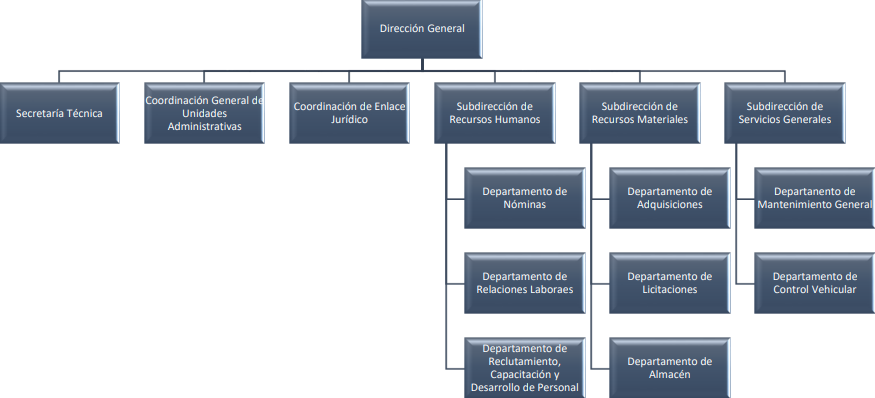 Dirección General
Secretaría Técnica
Coordinación General de
Unidades
Administrativas
Coordinación de Enlace
Jurídico
Subdirección de
Recursos Humanos
Subdirección de
Recursos Materiales
Subdirección de
Servicios Generales
Departamento de
Nóminas
Departamento de
Adquisiciones
Departanento de
Mantenimiento General
Departamento de
Relaciones Laboraes
Departamento de
Licitaciones
Departamento de
Control Vehicular
Departamento de
Reclutamiento,
Capacitación y
Desarrollo de Personal
Departamento de
Almacén